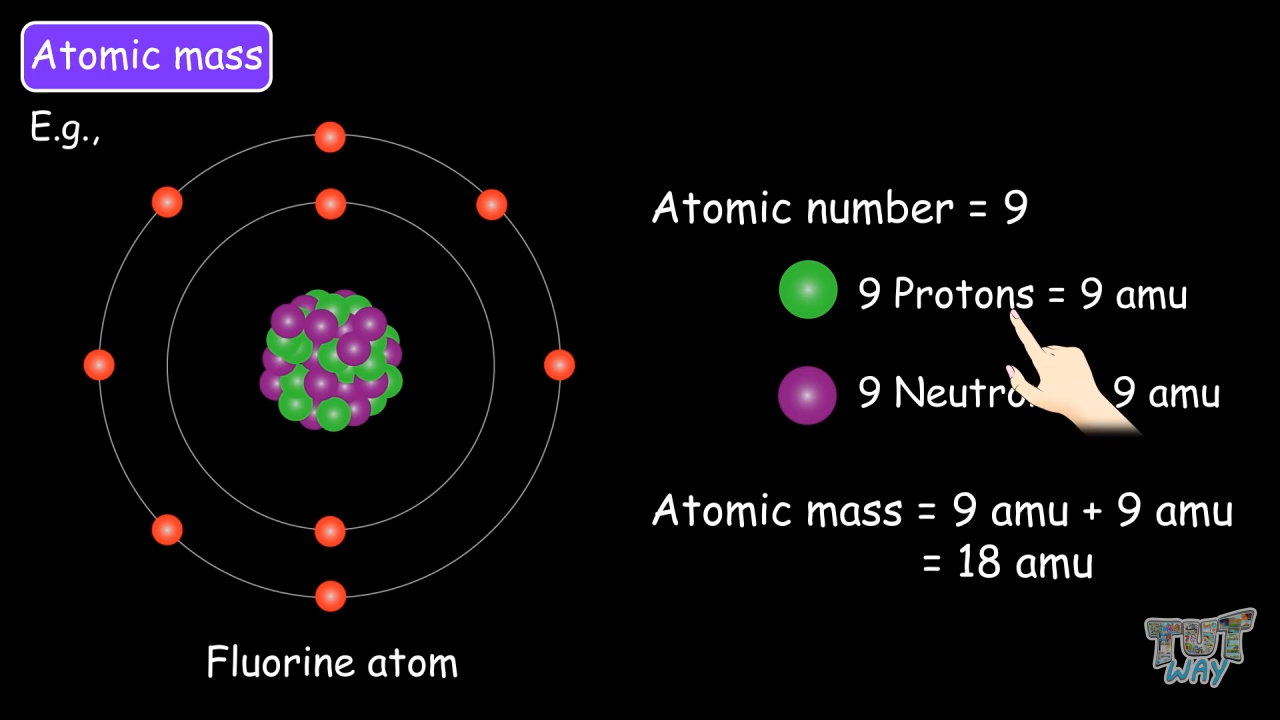 Atomic mass
E.g.,
Atomic number = 9
9 Protons = 9 amu
9 amu
Atomic mass = 9 amu + 9 amu
= 18 amu
Fluorine atom
TUT
WAY